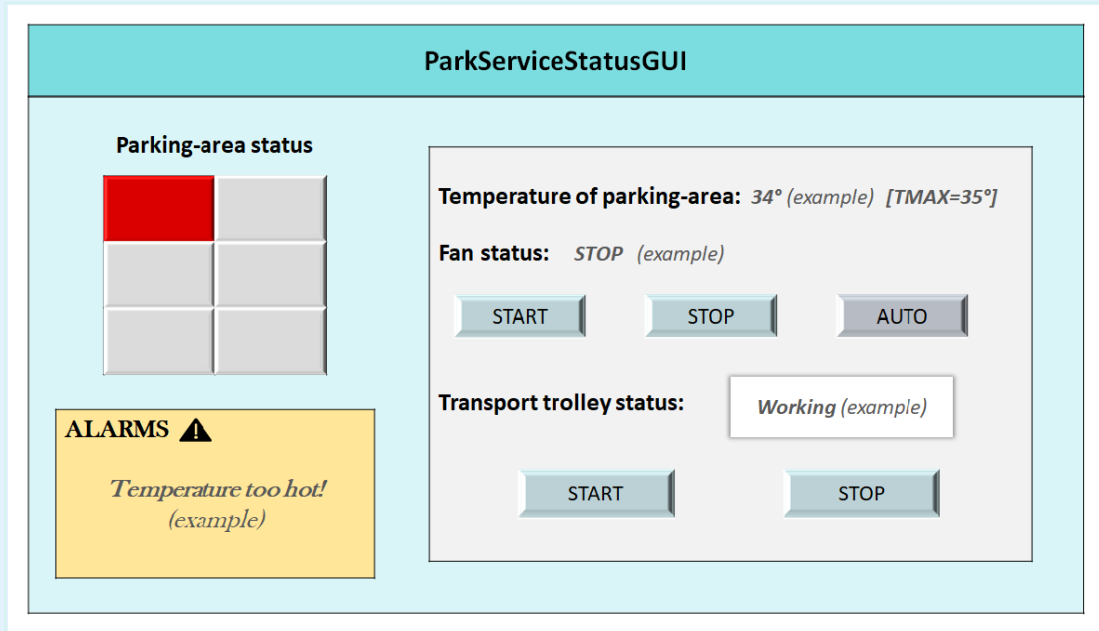 ParkServiceStatusGUI
Parking-area status
ALARMS
Temperature too hot!
(example)
Temperature of parking-area: 34° (example) [TMAX=35°]
Fan status: STOP (example)
START STOP AUTO
Transport trolley status: Working (example)
START STOP